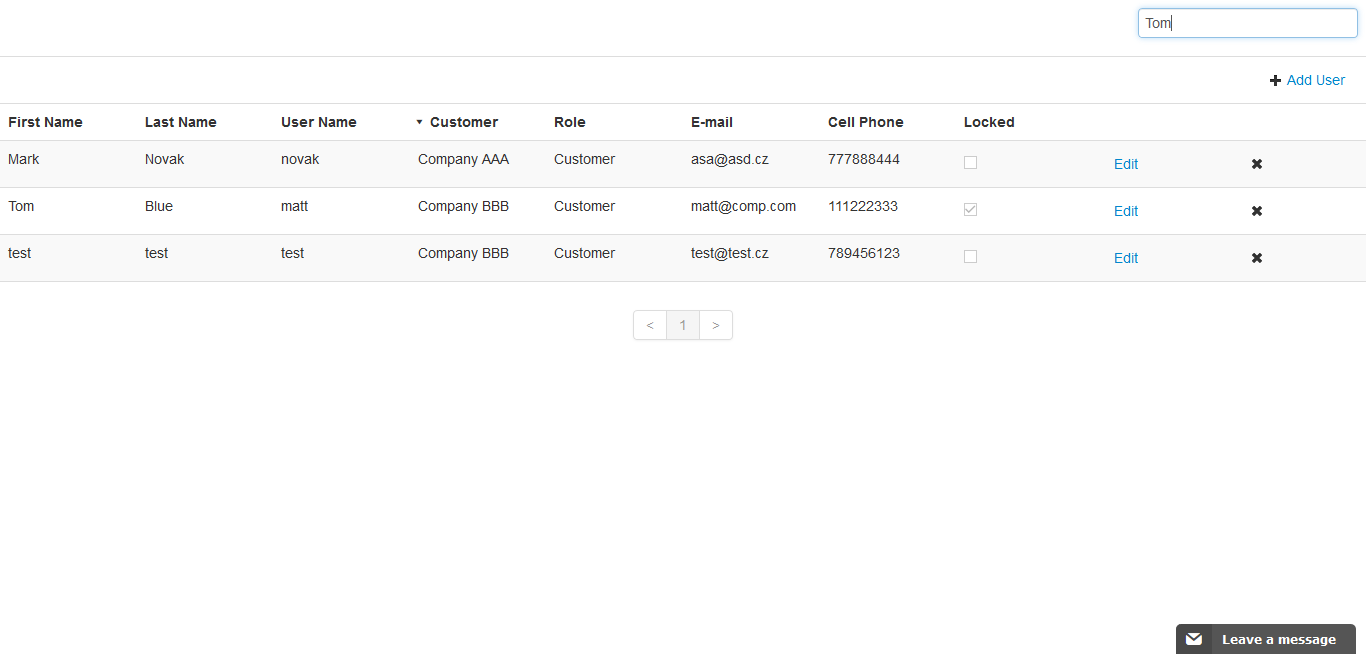 Tom
Add User
First Name Last Name User Name Customer Role E-mail Cell Phone Locked
Mark Novak novak Company AAA Customer asa@asd.cz 777888444 Edit
Tom Blue matt Company BBB Customer matt@comp.com 111222333 Edit
test test test Company BBB Customer test@test.cz 789456123 Edit
< 1 >
Leave a message